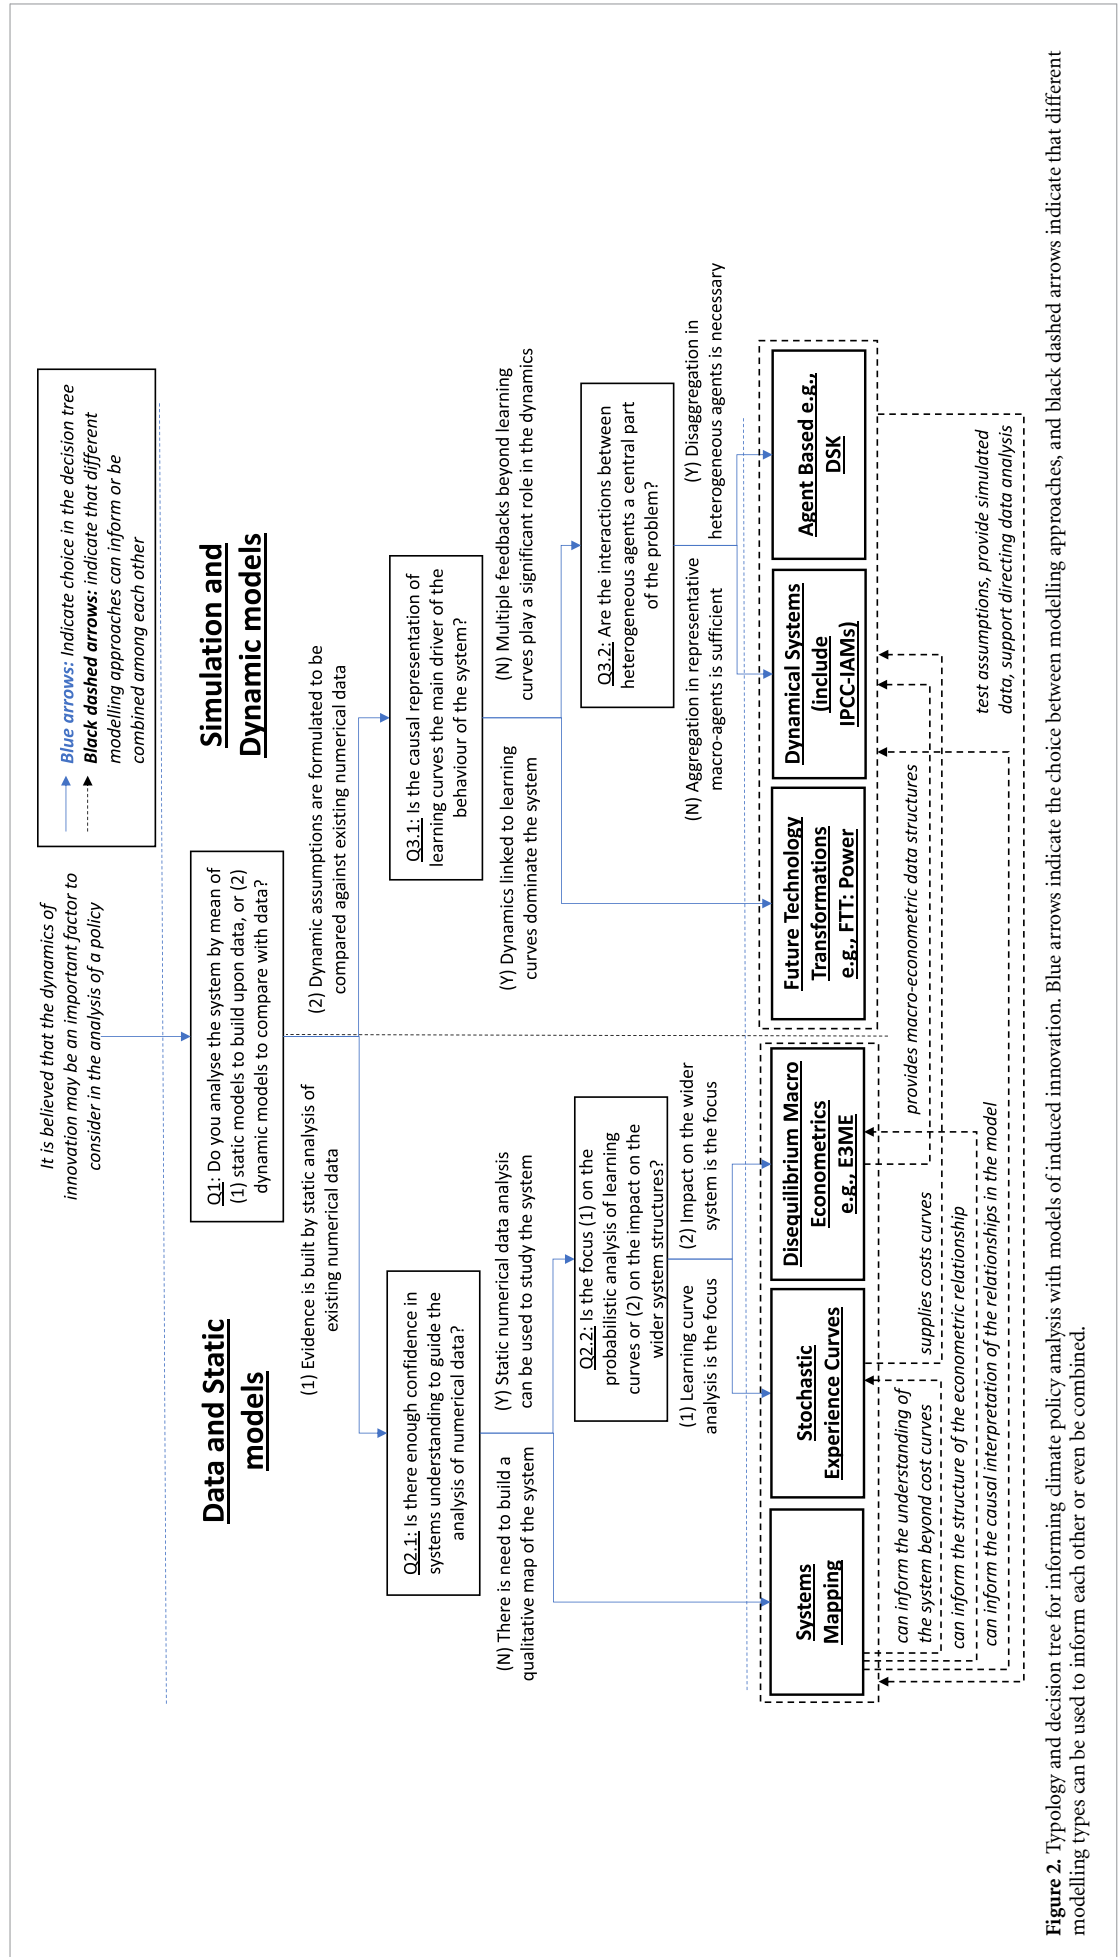 It is believed that the dynamics of
innovation may be an important factor to
consider in the analysis of a policy
Blue arrows: Indicate choice in the decision tree
Black dashed arrows: indicate that different
modelling approaches can inform or be
combined among each other
Data and Static
models
Q1: Do you analyse the system by mean of
(1) static models to build upon data, or (2)
dynamic models to compare with data?
Simulation and
Dynamic models
(1) Evidence is built by static analysis of
existing numerical data
(2) Dynamic assumptions are formulated to be
compared against existing numerical data
Q2.1: Is there enough confidence in
systems understanding to guide the
analysis of numerical data?
Q3.1: Is the causal representation of
learning curves the main driver of the
behaviour of the system?
(N) There is need to build a
qualitative map of the system
(Y) Static numerical data analysis
can be used to study the system
(Y) Dynamics linked to learning
curves dominate the system
(N) Multiple feedbacks beyond learning
curves play a significant role in the dynamics
Q2.2: Is the focus (1) on the
probabilistic analysis of learning
curves or (2) on the impact on the
wider system structures?
Q3.2: Are the interactions between
heterogeneous agents a central part
of the problem?
(1) Learning curve
analysis is the focus
(2) Impact on the wider
system is the focus
(N) Aggregation in representative
macro-agents is sufficient
(Y) Disaggregation in
heterogeneous agents is necessary
Systems
Mapping
Stochastic
Experience Curves
Disequilibrium Macro
Econometrics
e.g., E3ME
Future Technology
Transformations
e.g., FTT: Power
Dynamical Systems
(include
IPCC-IAMs)
Agent Based e.g.,
DSK
can inform the understanding of
the system beyond cost curves
supplies costs curves
provides macro-econometric data structures
can inform the structure of the econometric relationship
can inform the causal interpretation of the relationships in the model
test assumptions, provide simulated
data, support directing data analysis
Figure 2. Typology and decision tree for informing climate policy analysis with models of induced innovation. Blue arrows indicate the choice between modelling approaches, and black dashed arrows indicate that different
modelling types can be used to inform each other or even be combined.